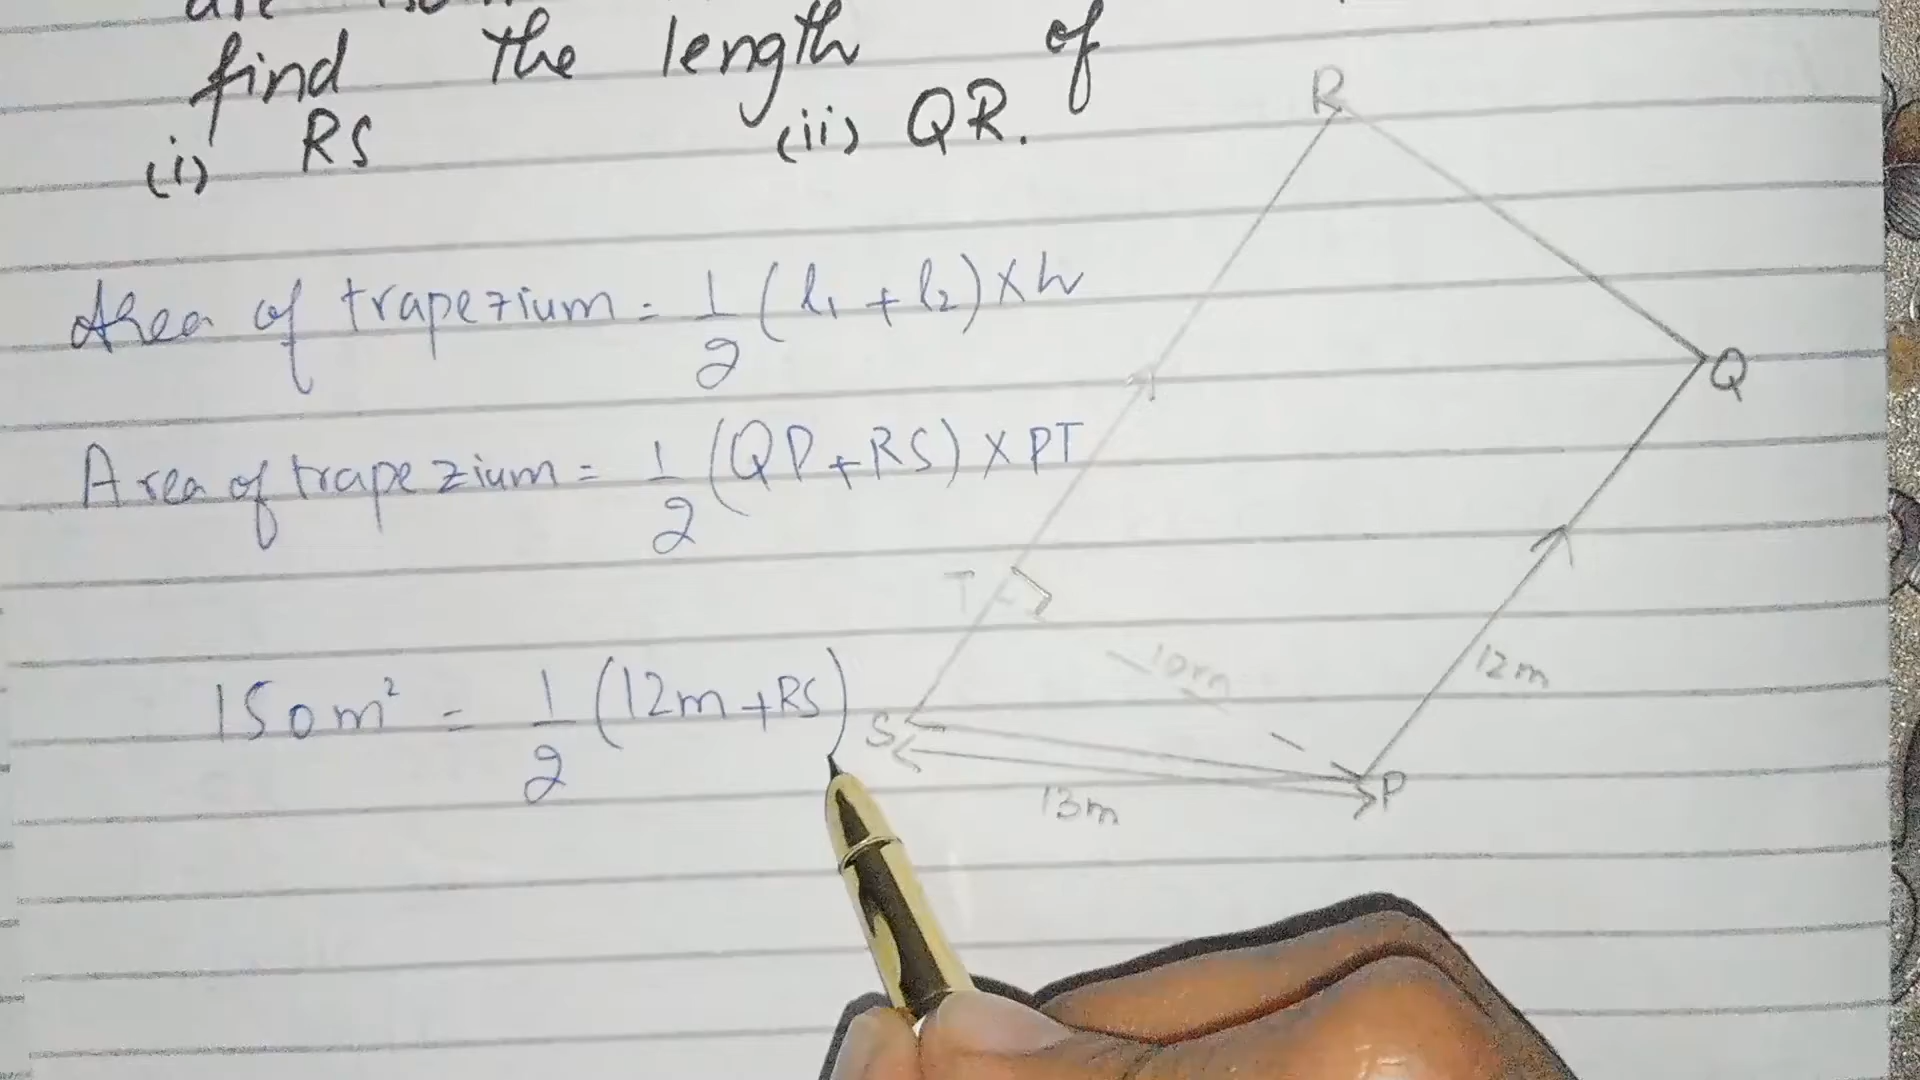 find the length of
(i) RS (ii) QR.
Area of trapezium = 1/2 (l₁ + l₂) × h
Area of trapezium = 1/2 (QP + RS) × PT
150m² = 1/2 (12m + RS)
R
Q
T
10m
12m
S
P
13m